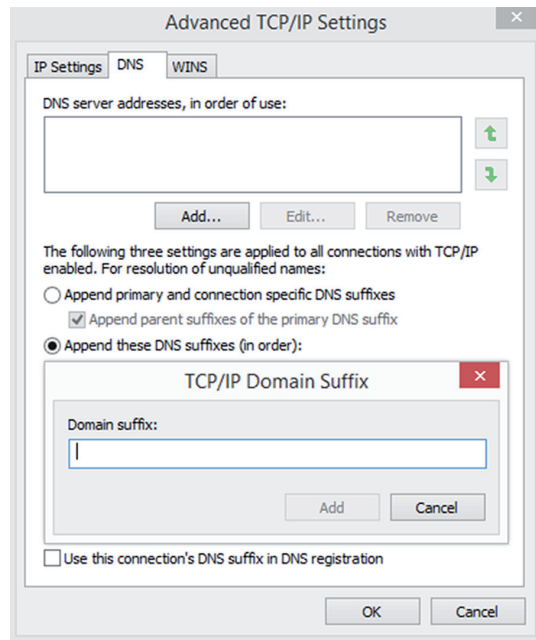 Advanced TCP/IP Settings
IP Settings DNS WINS
DNS server addresses, in order of use:
Add... Edit... Remove
The following three settings are applied to all connections with TCP/IP
enabled. For resolution of unqualified names:
Append primary and connection specific DNS suffixes
Append parent suffixes of the primary DNS suffix
Append these DNS suffixes (in order):
TCP/IP Domain Suffix
Domain suffix:
Add Cancel
Use this connection's DNS suffix in DNS registration
OK Cancel